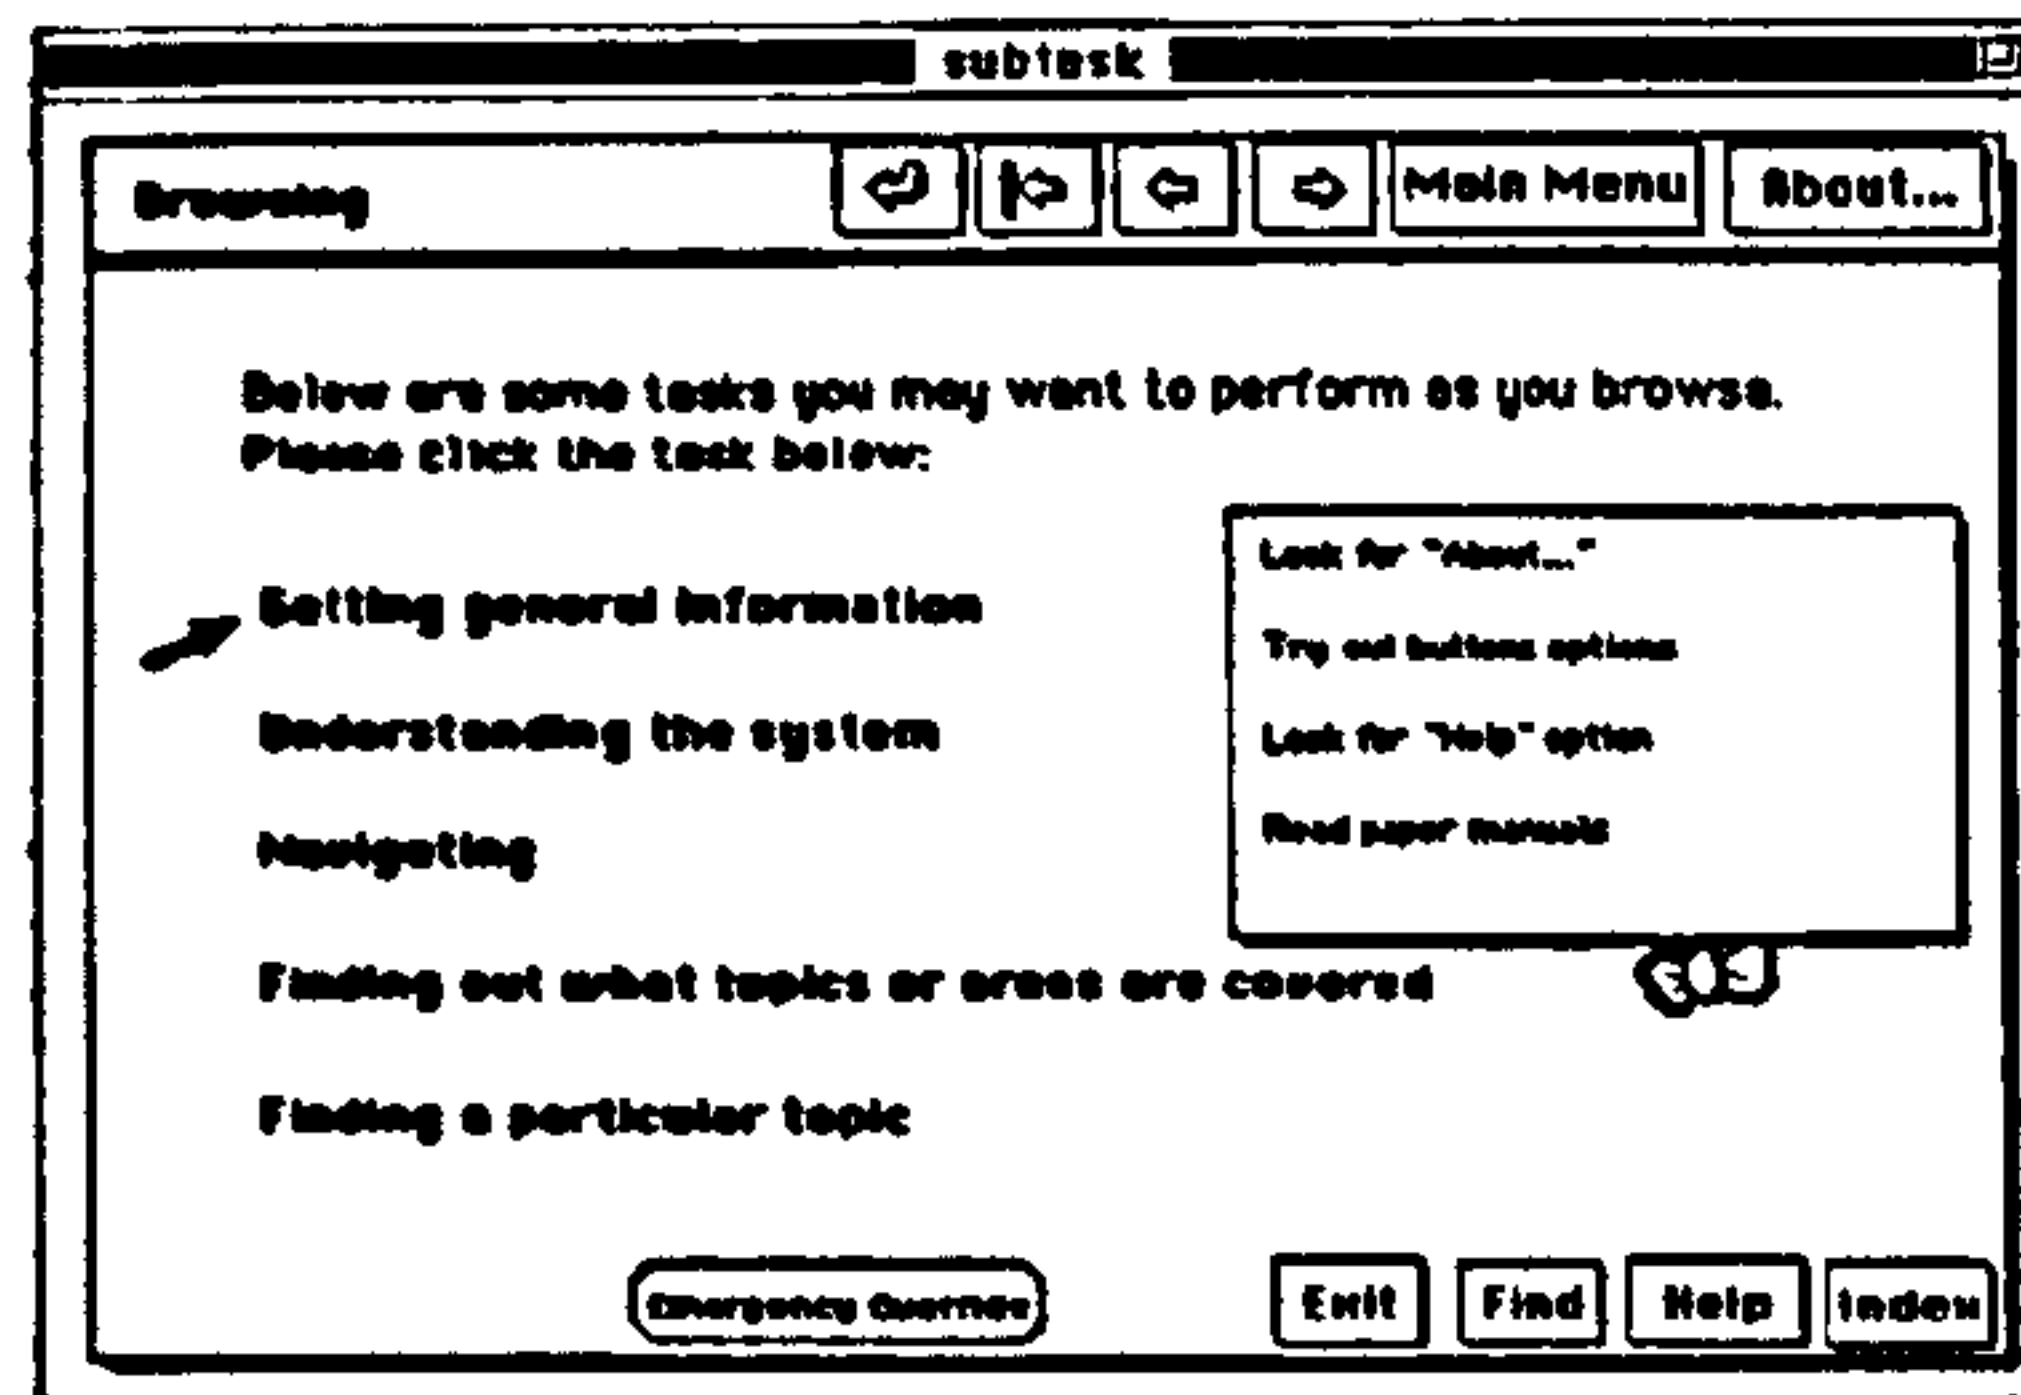 subtask
Browsing
Main Menu
About...
Below are some tasks you may want to perform as you browse.
Please click the task below:
Getting general information
Understanding the system
Navigating
Finding out what topics or areas are covered
Finding a particular topic
Look for "About..."
Try out buttons options
Look for "Help" option
Read paper manuals
Emergency Override
Exit
Find
Help
Index